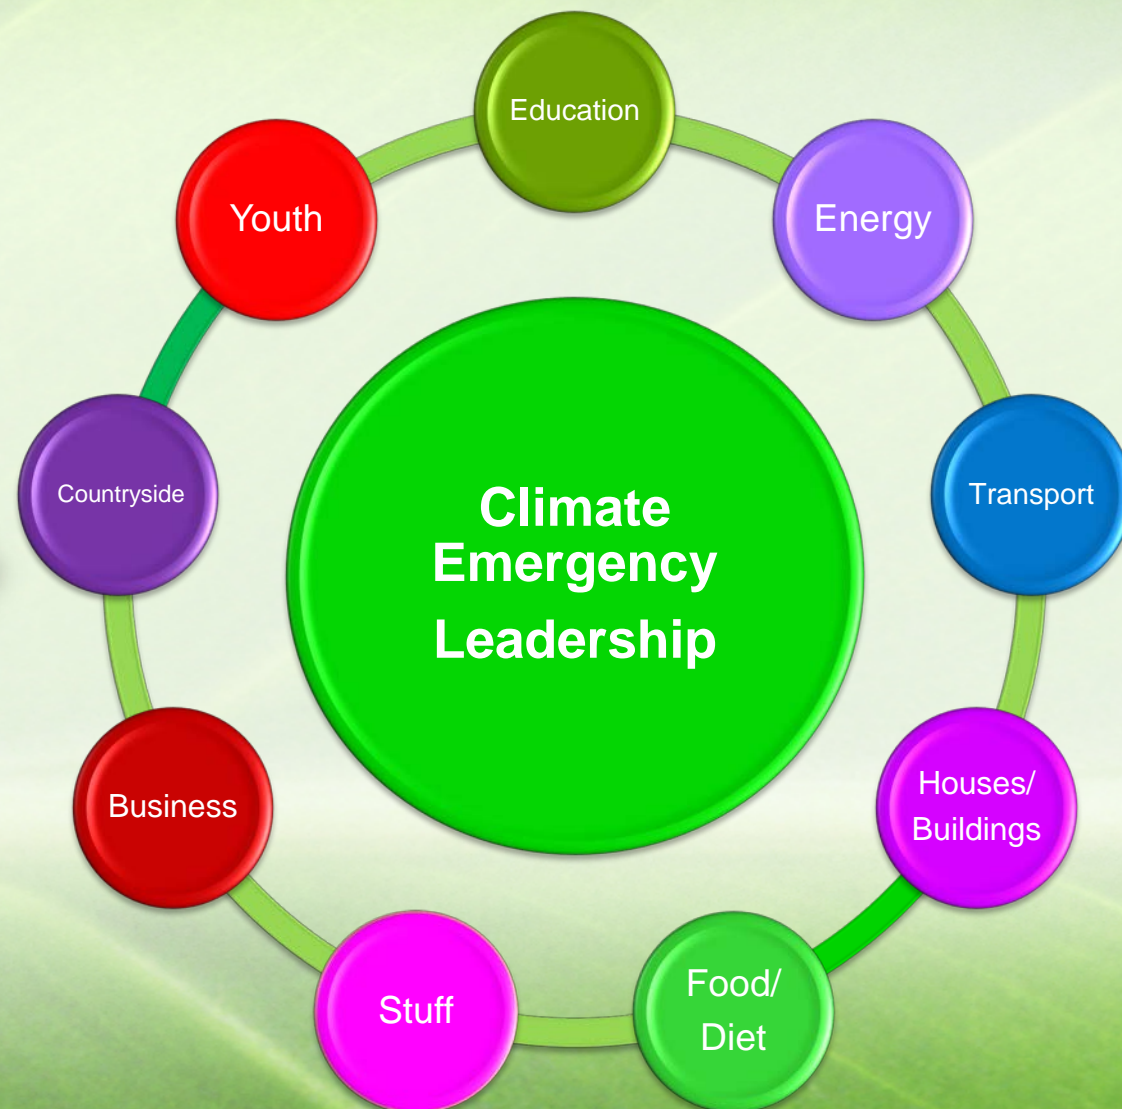 Education
Youth
Energy
Climate
Emergency
Leadership
Countryside
Transport
Business
Houses/
Buildings
Stuff
Food/
Diet